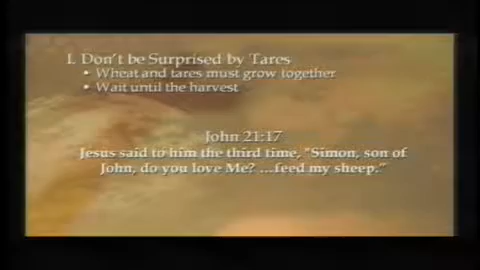 I. Don't be Surprised by Tares
• Wheat and tares must grow together
• Wait until the harvest
John 21:17
Jesus said to him the third time, "Simon, son of
John, do you love Me? ...feed my sheep."